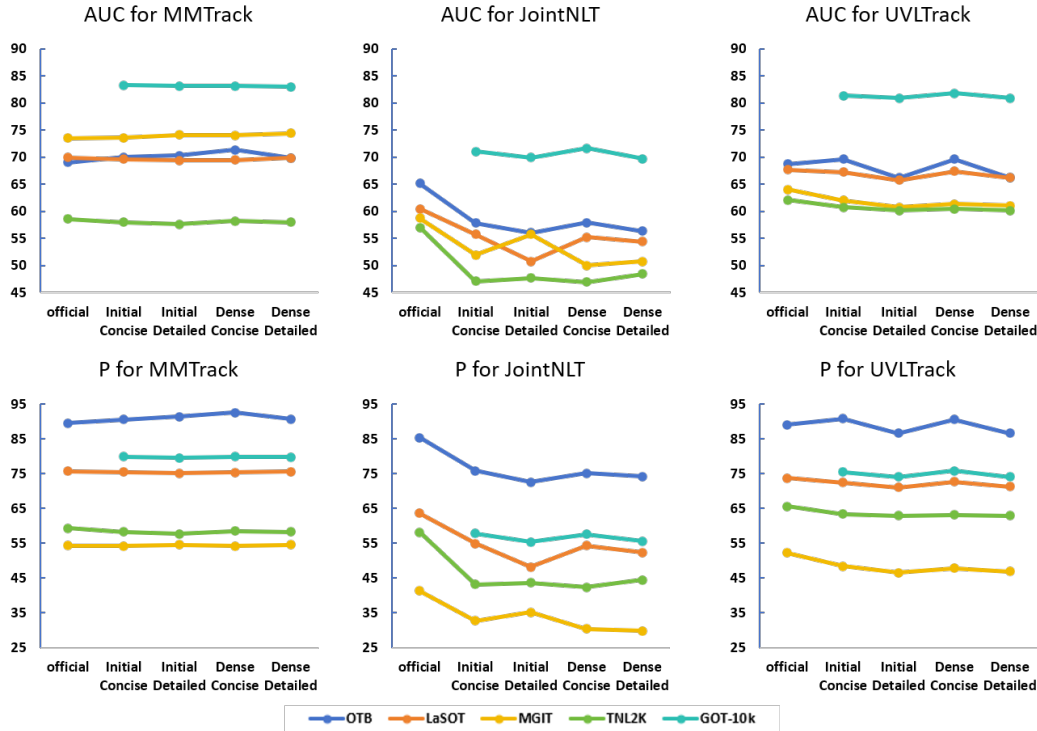 AUC for MMTrack
90
85
80
75
70
65
60
55
50
45
official Initial Initial Dense Dense
Concise Detailed Concise Detailed
AUC for JointNLT
90
85
80
75
70
65
60
55
50
45
official Initial Initial Dense Dense
Concise Detailed Concise Detailed
AUC for UVLTrack
90
85
80
75
70
65
60
55
50
45
official Initial Initial Dense Dense
Concise Detailed Concise Detailed
P for MMTrack
95
85
75
65
55
45
35
25
official Initial Initial Dense Dense
Concise Detailed Concise Detailed
P for JointNLT
95
85
75
65
55
45
35
25
official Initial Initial Dense Dense
Concise Detailed Concise Detailed
P for UVLTrack
95
85
75
65
55
45
35
25
official Initial Initial Dense Dense
Concise Detailed Concise Detailed
OTB LaSOT MGIT TNL2K GOT-10k